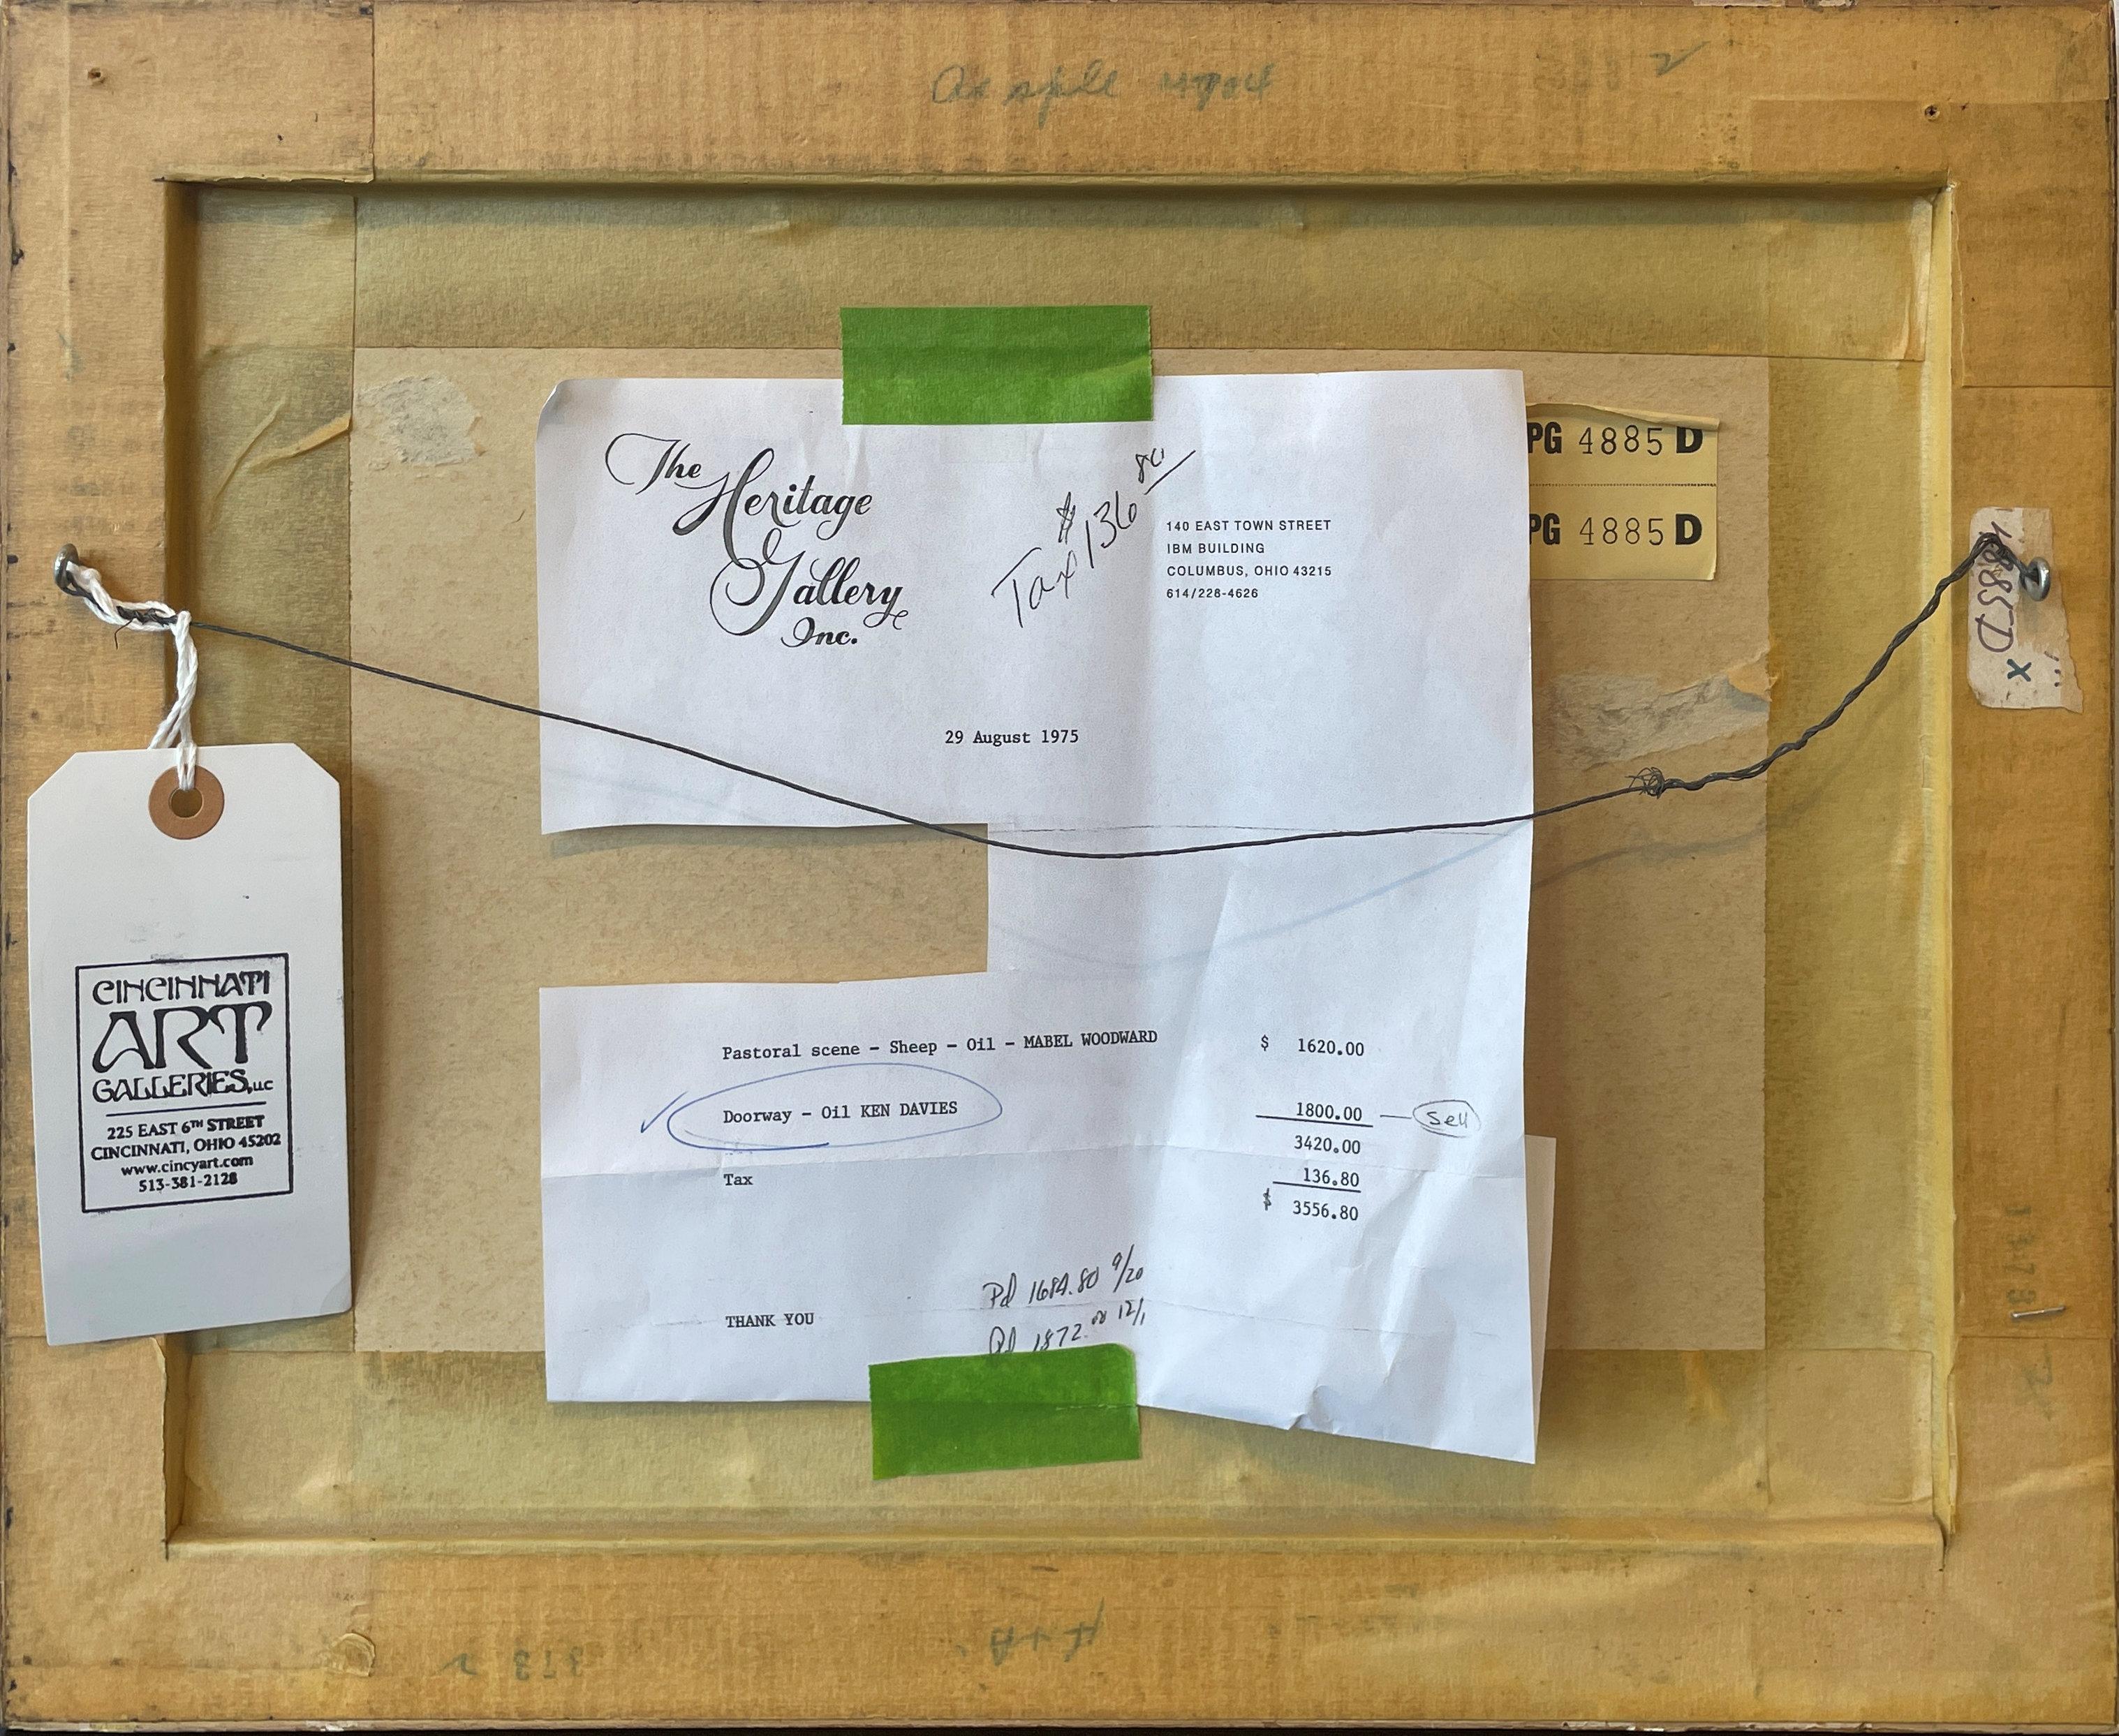 The
Heritage
Gallery
Inc.
Tax $136 80
140 EAST TOWN STREET
IBM BUILDING
COLUMBUS, OHIO 43215
614/228-4626
PG 4885 D
PG 4885 D
4885D
x
29 August 1975
Pastoral scene - Sheep - Oil - MABEL WOODWARD $ 1620.00
Doorway - Oil KEN DAVIES 1800.00 — Sell
3420.00
Tax 136.80
$ 3556.80
THANK YOU
Pd 1684.80 9/20
Pd 1872.00 12/1
CINCINNATI
ART
GALLERIES, LLC
225 EAST 6TH STREET
CINCINNATI, OHIO 45202
www.cincyart.com
513-381-2128